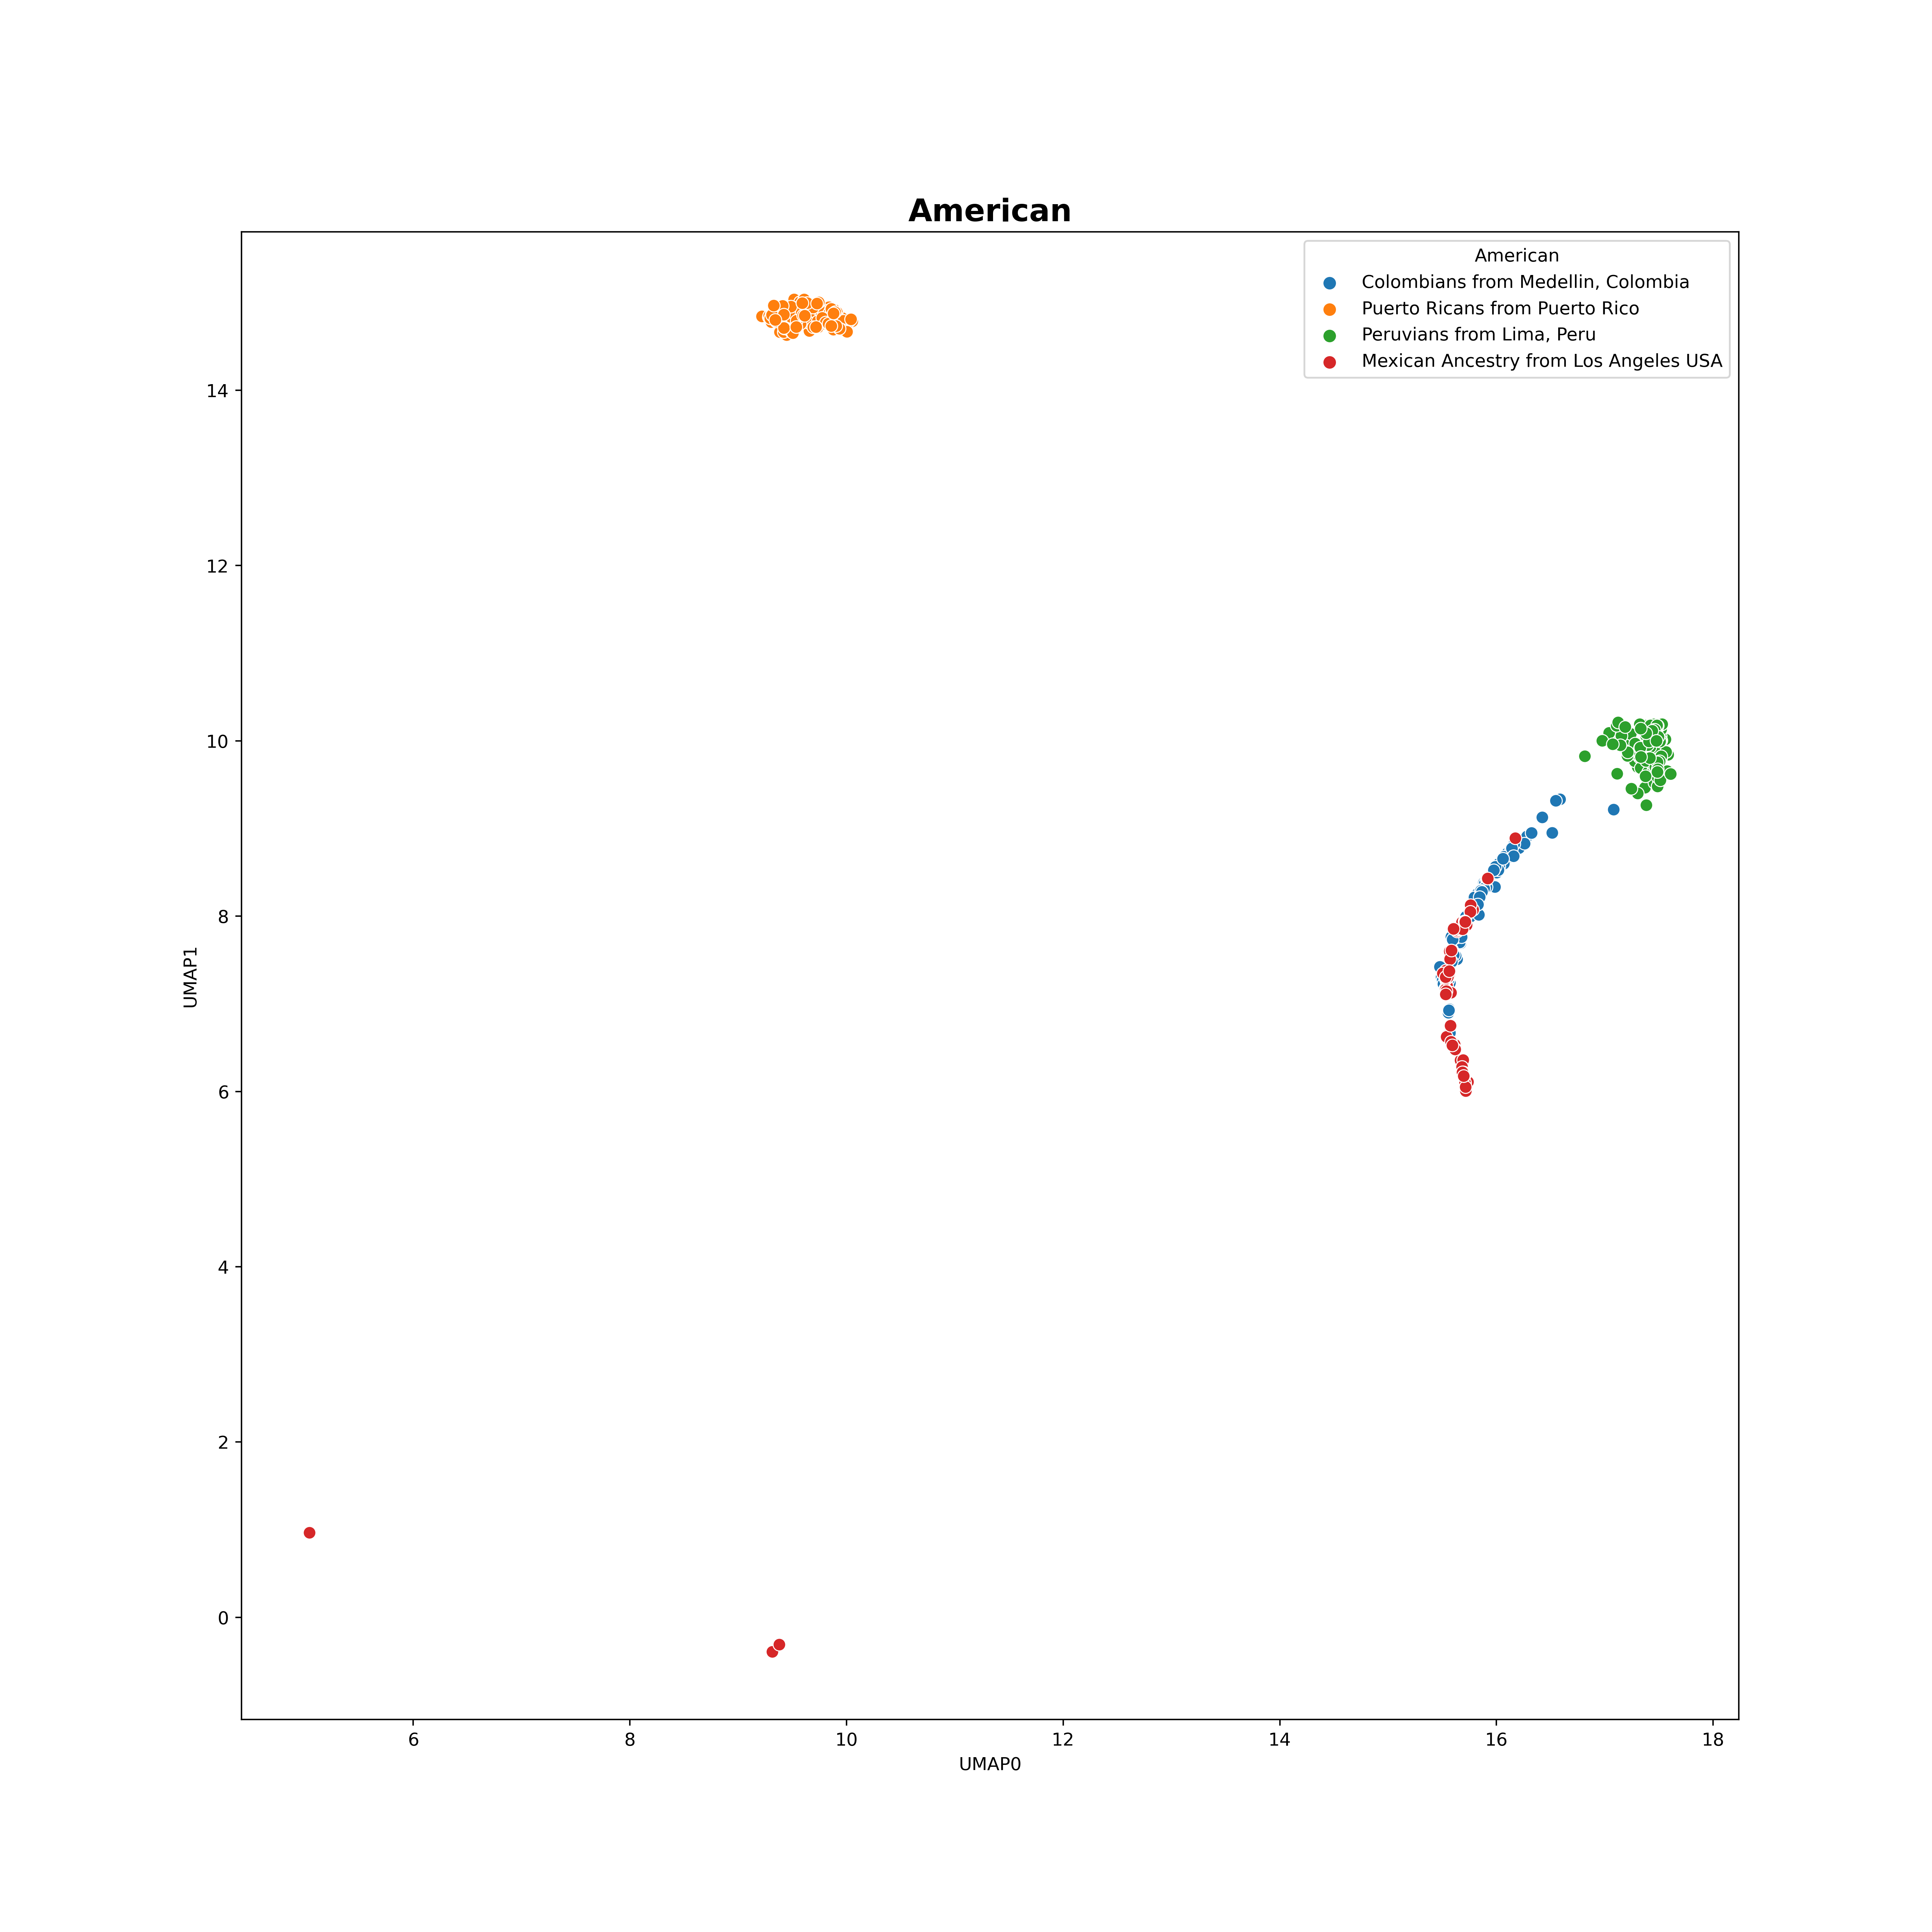 American
American
Colombians from Medellin, Colombia
Puerto Ricans from Puerto Rico
Peruvians from Lima, Peru
Mexican Ancestry from Los Angeles USA
14
12
10
8
6
4
2
0
UMAP1
6 8 10 12 14 16 18
UMAP0